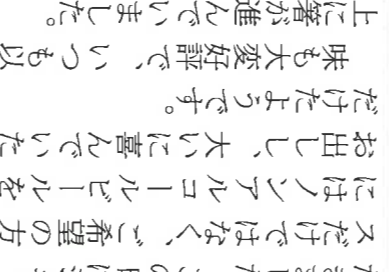 スだけではなく、ご希望の方
にはノンアルコールビールを
お出しし、大いに喜んでいた
だけたようです。
味も大変好評で、いつも以
上に箸が進んでいました。